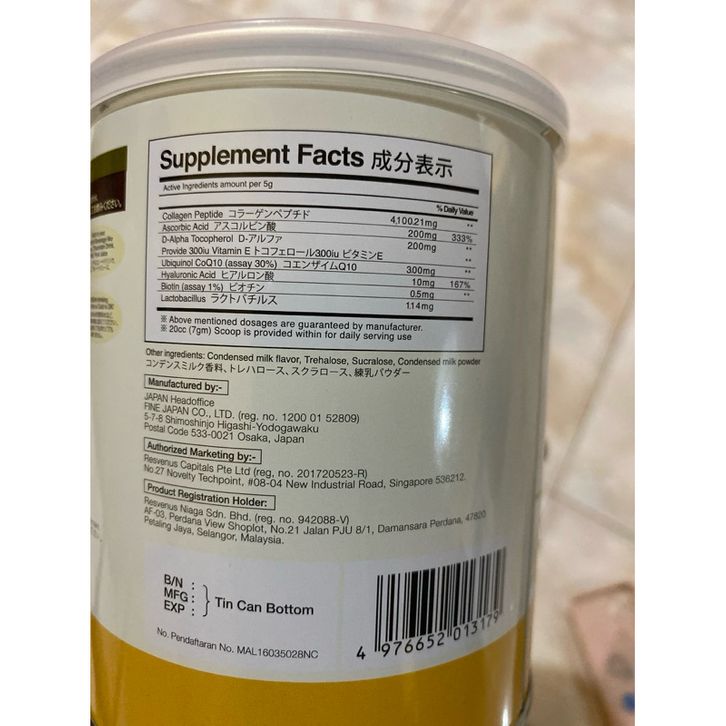 Supplement Facts 成分表示
Active Ingredients amount per 5g
% Daily Value
Collagen Peptide コラーゲンペプチド 4,100.21mg **
Ascorbic Acid アスコルビン酸 200mg 333%
D-Alpha Tocopherol D-アルファ 200mg **
Provide 300iu Vitamin E トコフェロール300iu ビタミンE **
Ubiquinol CoQ10 (assay 30%) コエンザイムQ10 300mg **
Hyaluronic Acid ヒアルロン酸 10mg 167%
Biotin (assay 1%) ビオチン 0.5mg **
Lactobacillus ラクトバチルス 1.14mg
※ Above mentioned dosages are guaranteed by manufacturer.
※ 20cc (7gm) Scoop is provided within for daily serving use
Other ingredients: Condensed milk flavor, Trehalose, Sucralose, Condensed milk powder
コンデンスミルク香料、トレハロース、スクラロース、練乳パウダー
Manufactured by:-
JAPAN Headoffice
FINE JAPAN CO., LTD. (reg. no. 1200 01 52809)
5-7-8 Shimoshinjo Higashi-Yodogawaku
Postal Code 533-0021 Osaka, Japan
Authorized Marketing by:-
Resvenus Capitals Pte Ltd (reg, no. 201720523-R)
No.27 Novelty Techpoint, #08-04 New Industrial Road, Singapore 536212.
Product Registration Holder:-
Resvenus Niaga Sdn. Bhd. (reg. no. 942088-V)
AF-03, Perdana View Shoplot, No.21 Jalan PJU 8/1, Damansara Perdana, 47820
Petaling Jaya, Selangor, Malaysia.
B/N :
MFG : Tin Can Bottom
EXP :
No. Pendaftaran No. MAL16035028NC
4 976652 013179